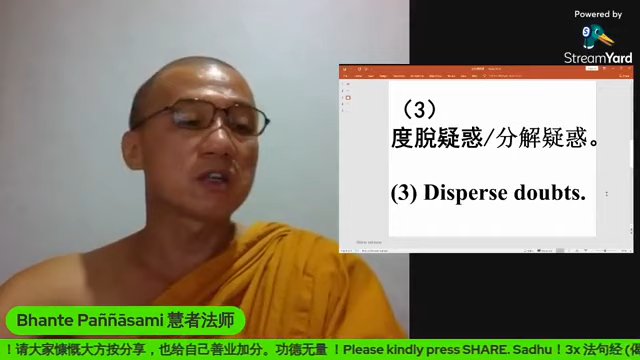 Powered by
StreamYard
（3）
度脫疑惑/分解疑惑。
(3) Disperse doubts.
Bhante Paññāsami 慧者法师
！请大家慷慨大方按分享，也给自己善业加分。功德无量 ！Please kindly press SHARE. Sadhu！3x 法句经